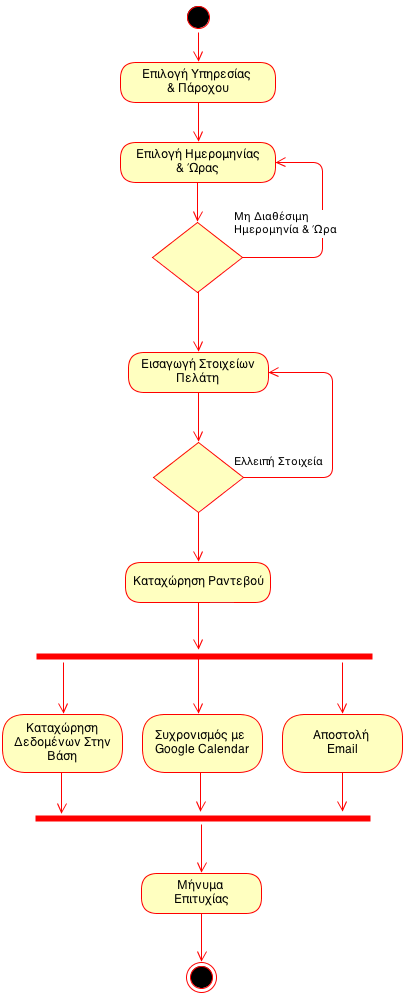 Επιλογή Υπηρεσίας
& Πάροχου
Επιλογή Ημερομηνίας
& Ώρας
Μη Διαθέσιμη
Ημερομηνία & Ώρα
Εισαγωγή Στοιχείων
Πελάτη
Ελλειπή Στοιχεία
Καταχώρηση Ραντεβού
Καταχώρηση
Δεδομένων Στην
Βάση
Συχρονισμός με
Google Calendar
Αποστολή
Email
Μήνυμα
Επιτυχίας